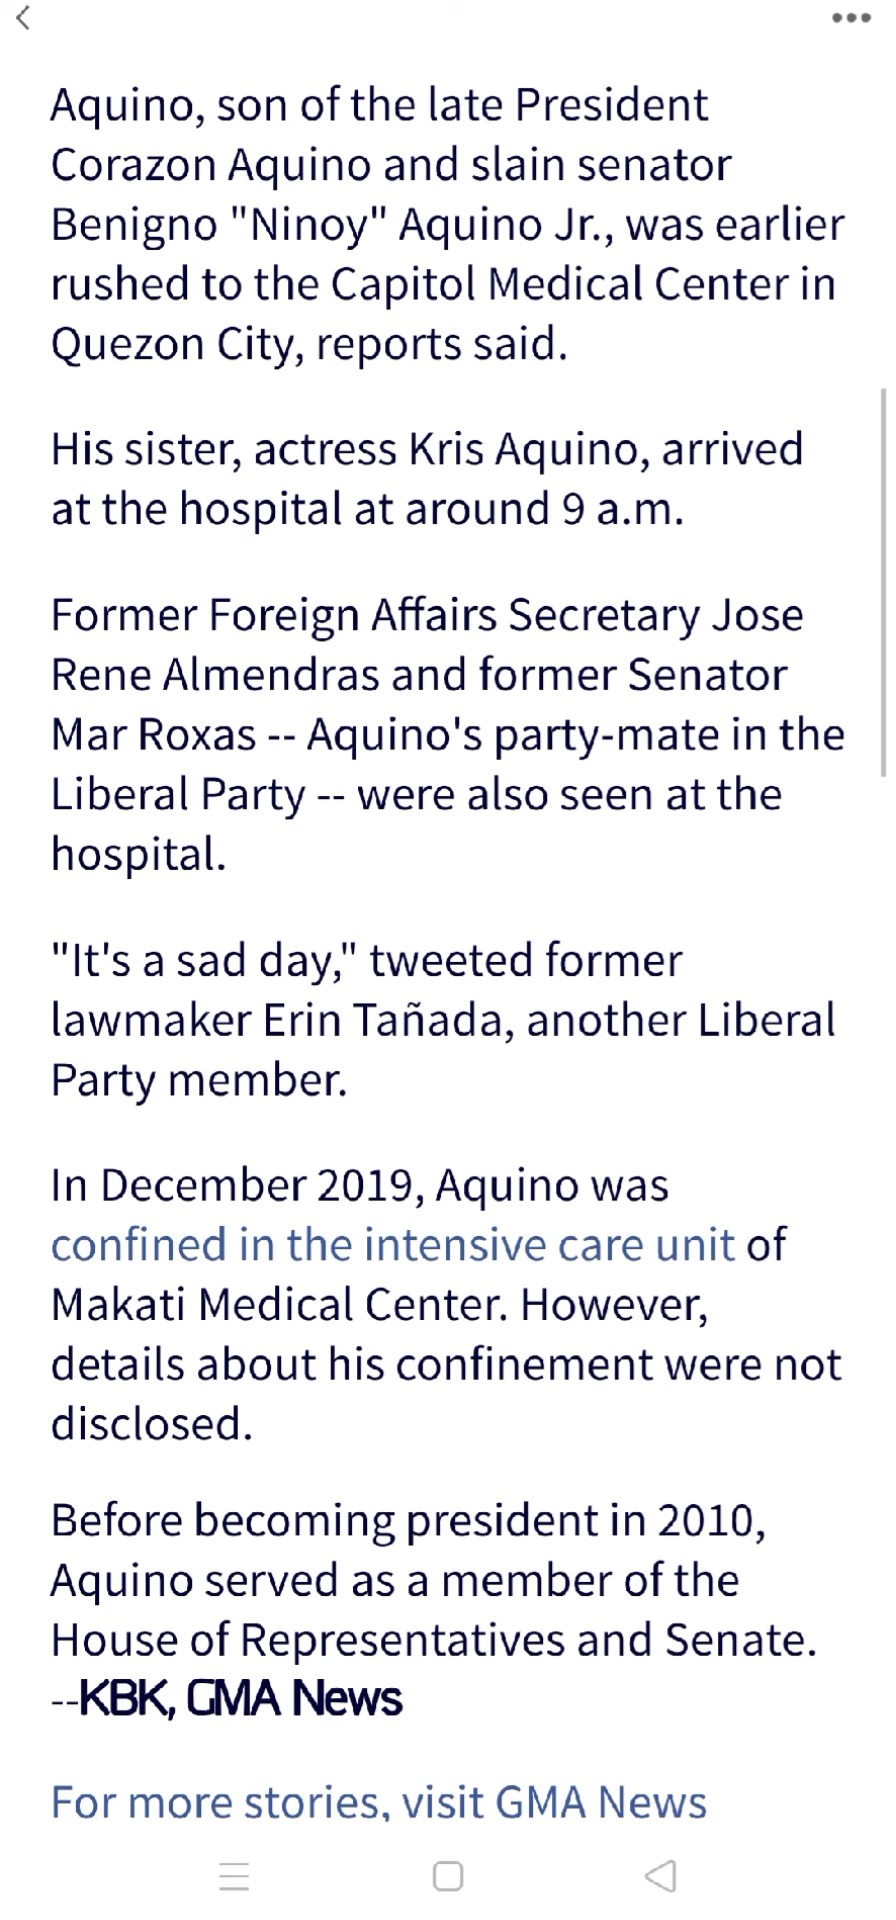 Aquino, son of the late President
Corazon Aquino and slain senator
Benigno "Ninoy" Aquino Jr., was earlier
rushed to the Capitol Medical Center in
Quezon City, reports said.
His sister, actress Kris Aquino, arrived
at the hospital at around 9 a.m.
Former Foreign Affairs Secretary Jose
Rene Almendras and former Senator
Mar Roxas -- Aquino's party-mate in the
Liberal Party -- were also seen at the
hospital.
"It's a sad day," tweeted former
lawmaker Erin Tañada, another Liberal
Party member.
In December 2019, Aquino was
confined in the intensive care unit of
Makati Medical Center. However,
details about his confinement were not
disclosed.
Before becoming president in 2010,
Aquino served as a member of the
House of Representatives and Senate.
--KBK, GMA News
For more stories, visit GMA News